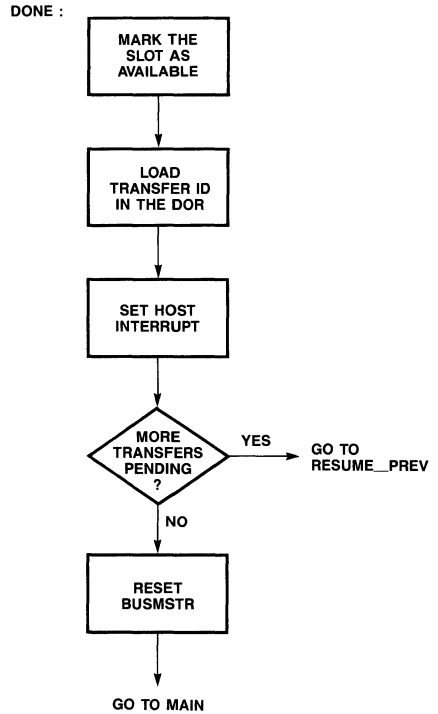 DONE :
MARK THE
SLOT AS
AVAILABLE
LOAD
TRANSFER ID
IN THE DOR
SET HOST
INTERRUPT
MORE
TRANSFERS
PENDING
?
YES
GO TO
RESUME__PREV
NO
RESET
BUSMSTR
GO TO MAIN